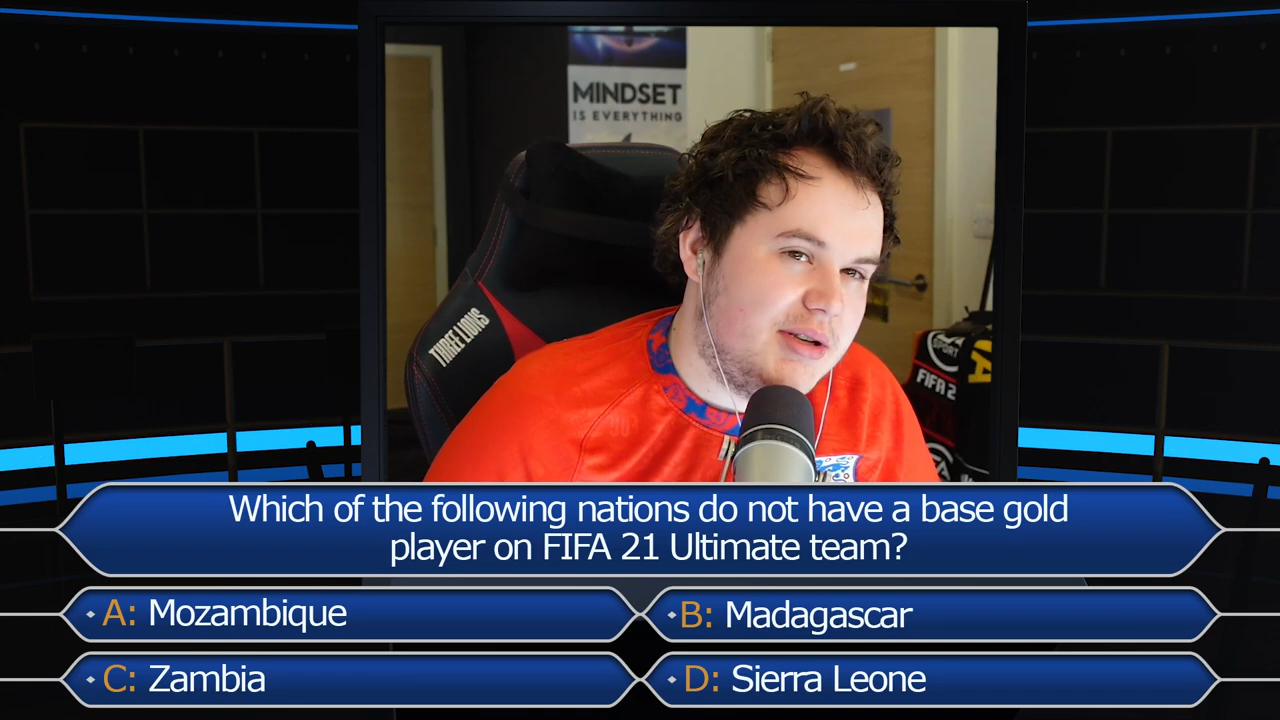 MINDSET
IS EVERYTHING
THREE LIONS
SPORT
FIFA 2
Which of the following nations do not have a base gold
player on FIFA 21 Ultimate team?
A: Mozambique
B: Madagascar
C: Zambia
D: Sierra Leone